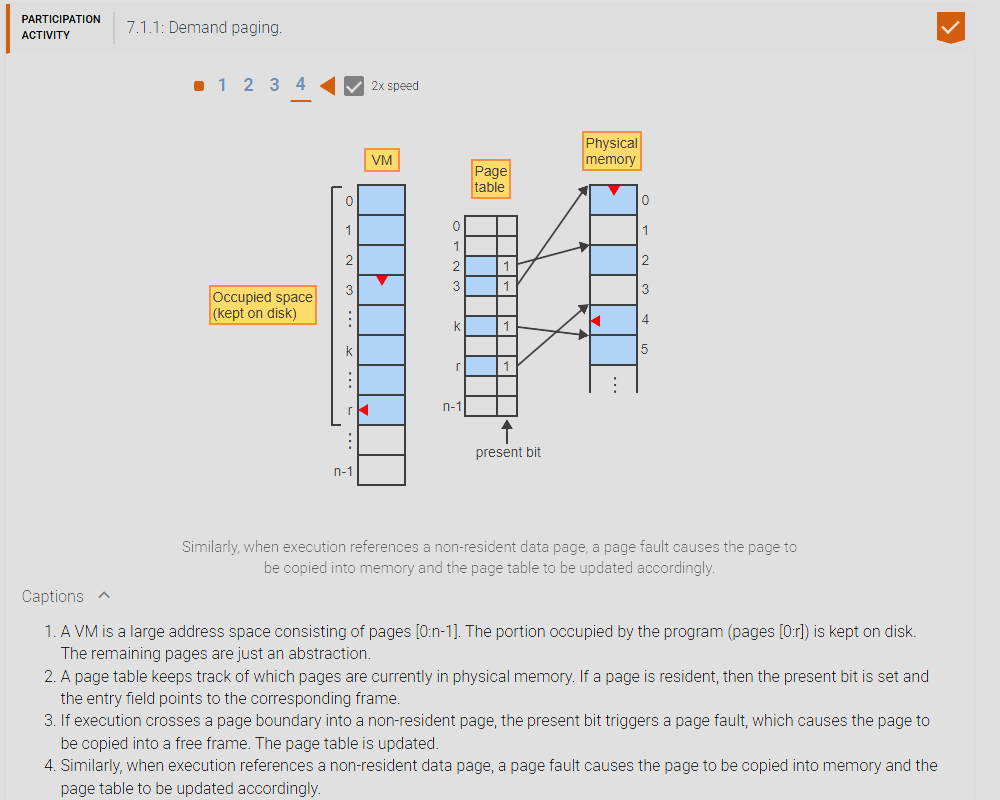 PARTICIPATION
ACTIVITY
7.1.1: Demand paging.
1 2 3 4 2x speed
VM
Page
table
Physical
memory
Occupied space
(kept on disk)
0
1
2
3
⋮
k
⋮
r
⋮
n-1
0
1
2 1
3 1
k 1
r 1
n-1
present bit
0
1
2
3
4
5
⋮
Similarly, when execution references a non-resident data page, a page fault causes the page to
be copied into memory and the page table to be updated accordingly.
Captions
1. A VM is a large address space consisting of pages [0:n-1]. The portion occupied by the program (pages [0:r]) is kept on disk.
The remaining pages are just an abstraction.
2. A page table keeps track of which pages are currently in physical memory. If a page is resident, then the present bit is set and
the entry field points to the corresponding frame.
3. If execution crosses a page boundary into a non-resident page, the present bit triggers a page fault, which causes the page to
be copied into a free frame. The page table is updated.
4. Similarly, when execution references a non-resident data page, a page fault causes the page to be copied into memory and the
page table to be updated accordingly.